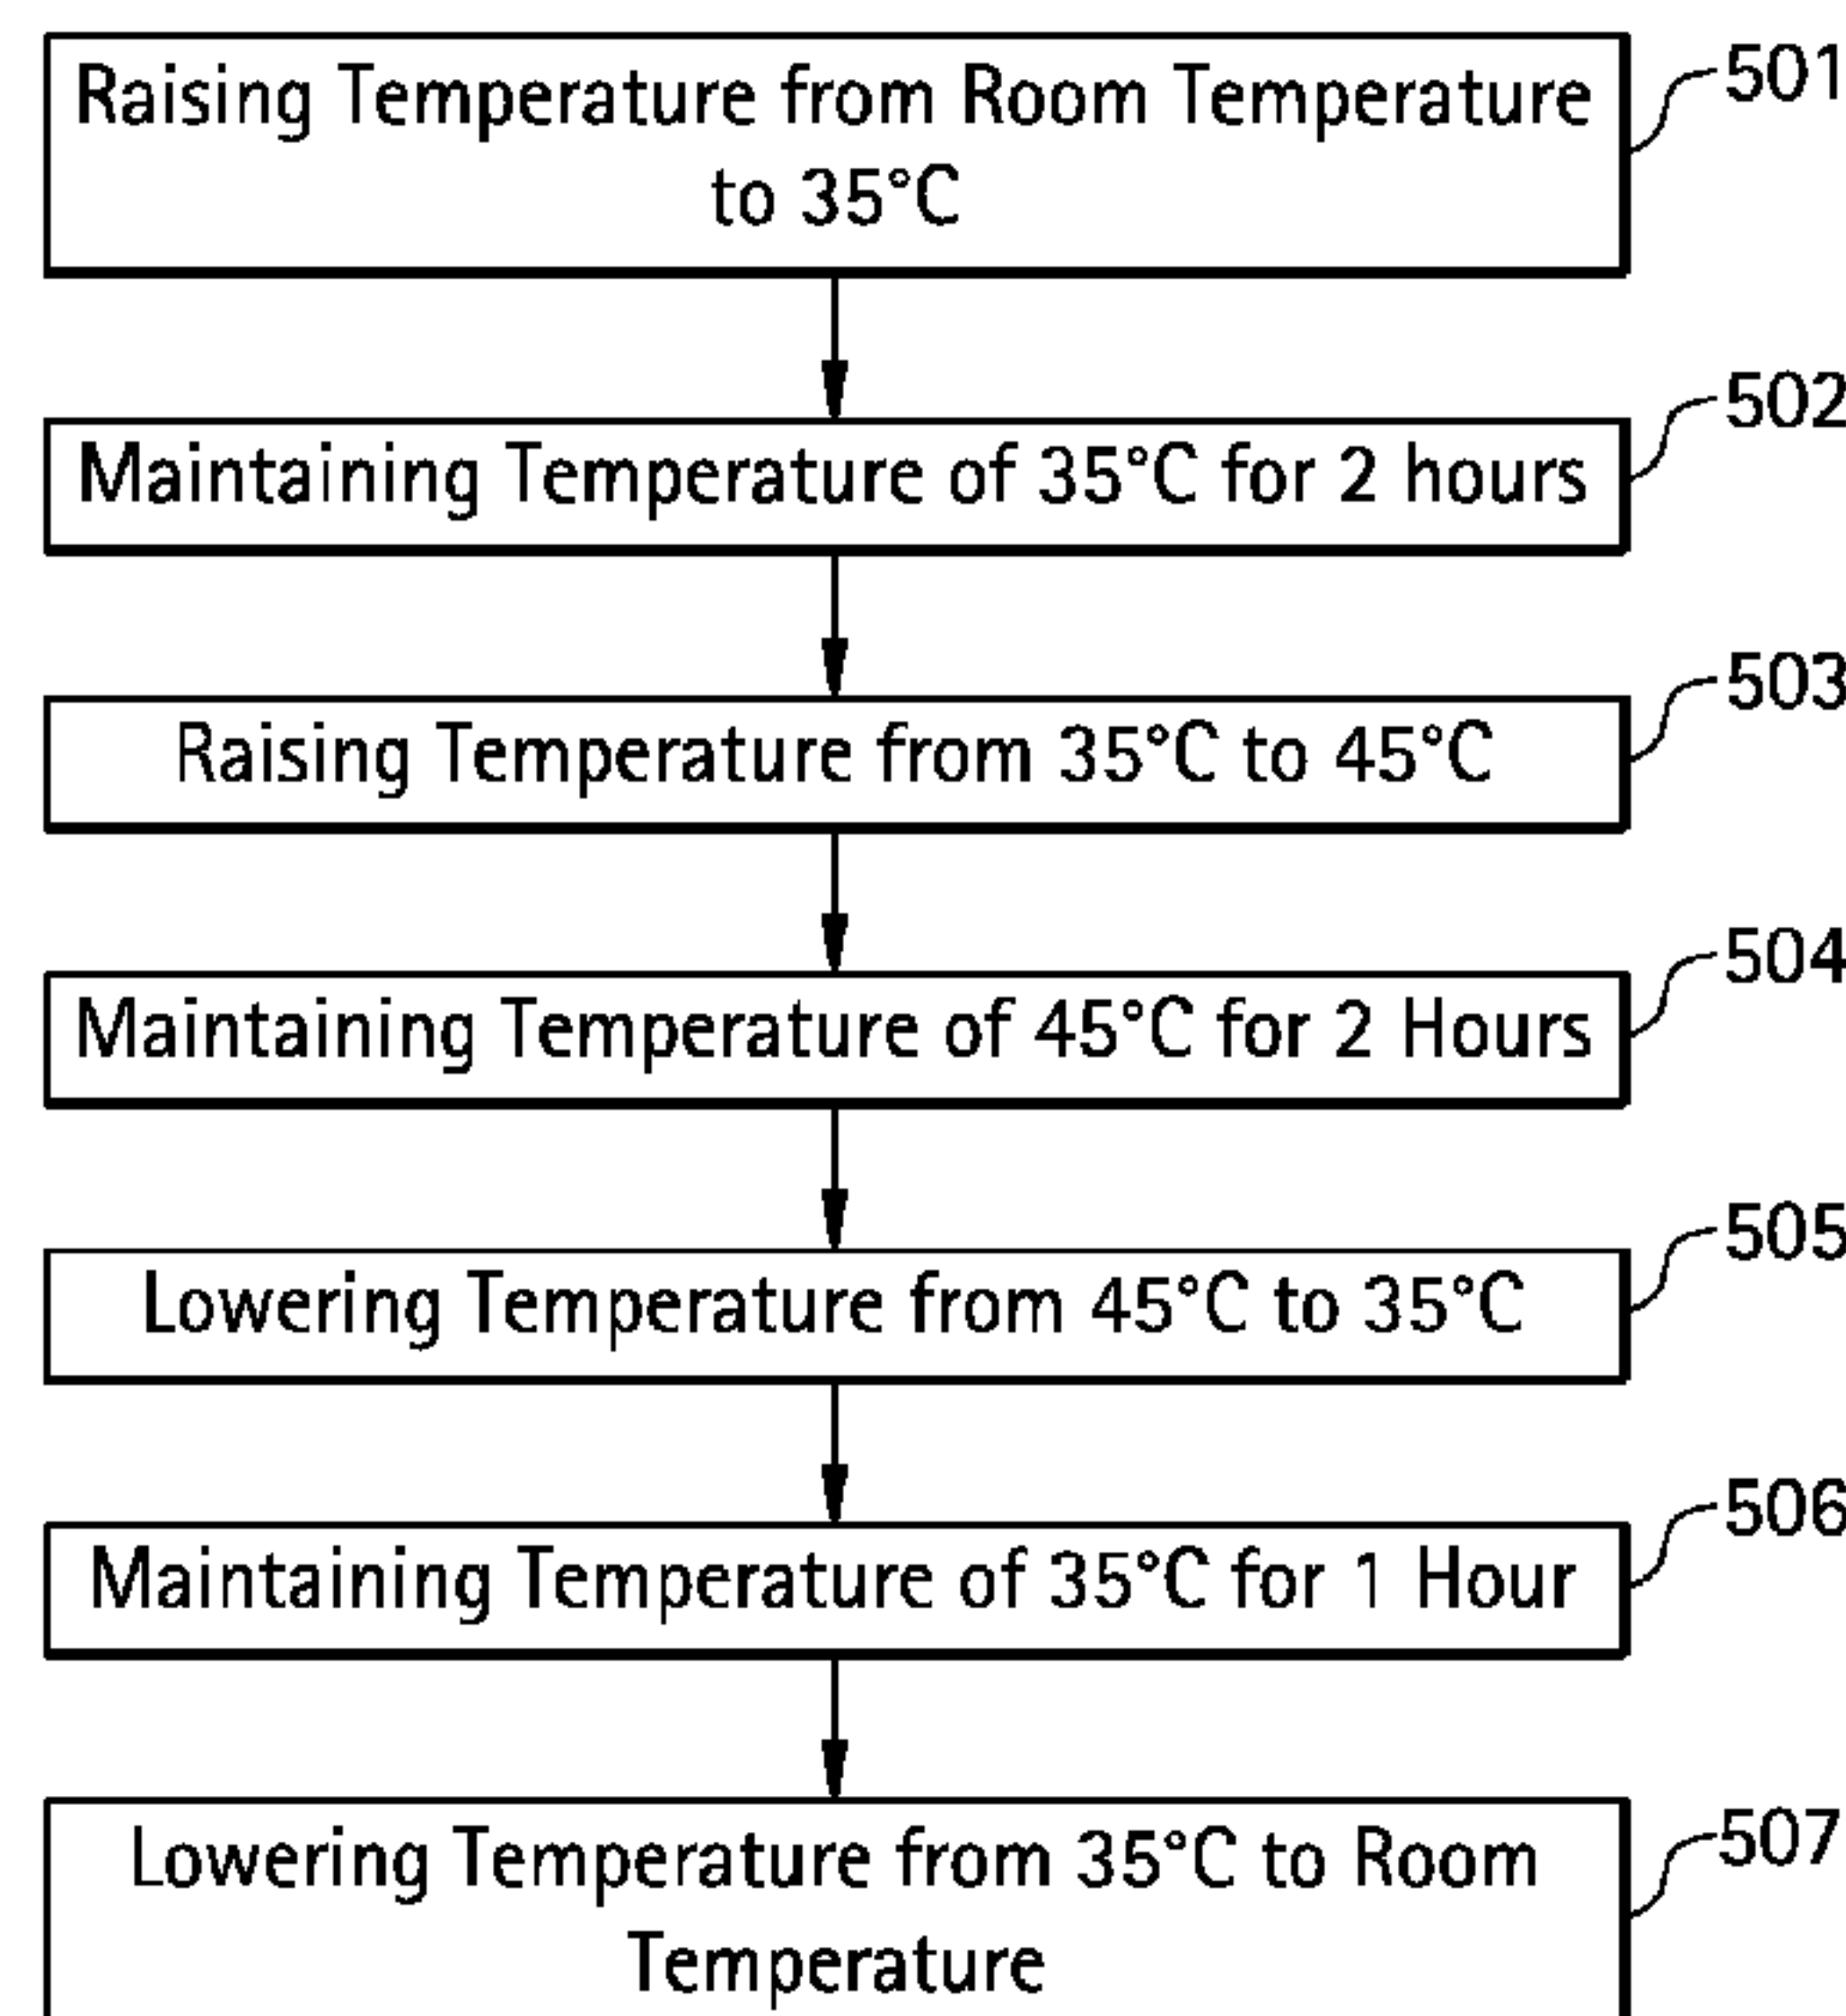 Raising Temperature from Room Temperature
to 35°C
501
Maintaining Temperature of 35°C for 2 hours
502
Raising Temperature from 35°C to 45°C
503
Maintaining Temperature of 45°C for 2 Hours
504
Lowering Temperature from 45°C to 35°C
505
Maintaining Temperature of 35°C for 1 Hour
506
Lowering Temperature from 35°C to Room
Temperature
507